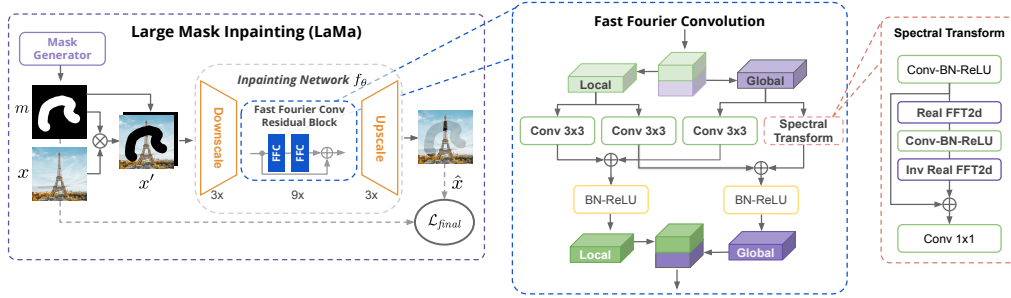 Large Mask Inpainting (LaMa)
Mask
Generator
m
x
x′
Inpainting Network fθ
Downscale
Fast Fourier Conv
Residual Block
FFC
FFC
Upscale
3x
9x
3x
x̂
ℒfinal
Fast Fourier Convolution
Local
Global
Conv 3x3
Conv 3x3
Conv 3x3
Spectral
Transform
BN-ReLU
BN-ReLU
Local
Global
Spectral Transform
Conv-BN-ReLU
Real FFT2d
Conv-BN-ReLU
Inv Real FFT2d
Conv 1x1